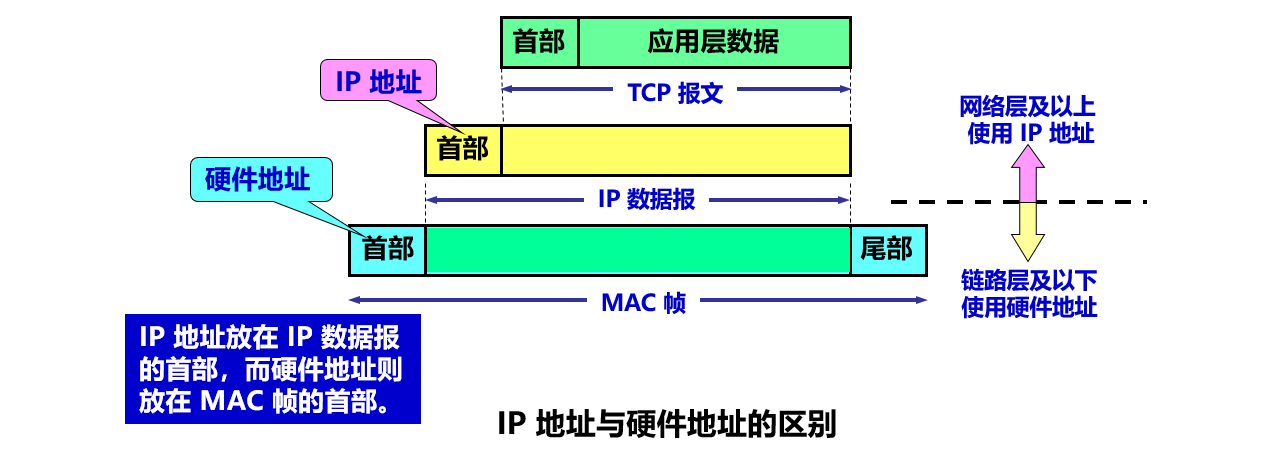 首部 应用层数据
IP 地址
TCP 报文
网络层及以上
使用 IP 地址
首部
硬件地址
IP 数据报
首部 尾部
链路层及以下
使用硬件地址
MAC 帧
IP 地址放在 IP 数据报
的首部，而硬件地址则
放在 MAC 帧的首部。
IP 地址与硬件地址的区别